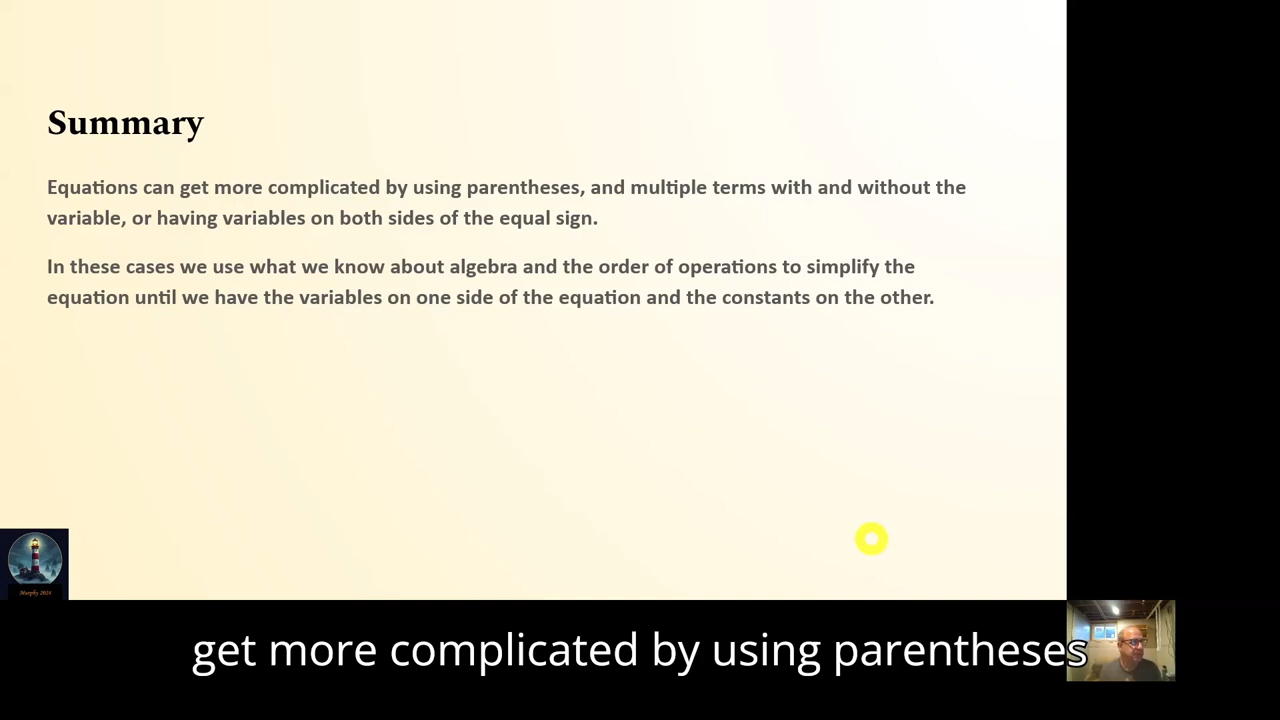 Summary
Equations can get more complicated by using parentheses, and multiple terms with and without the
variable, or having variables on both sides of the equal sign.
In these cases we use what we know about algebra and the order of operations to simplify the
equation until we have the variables on one side of the equation and the constants on the other.
Murphy 2024
get more complicated by using parentheses